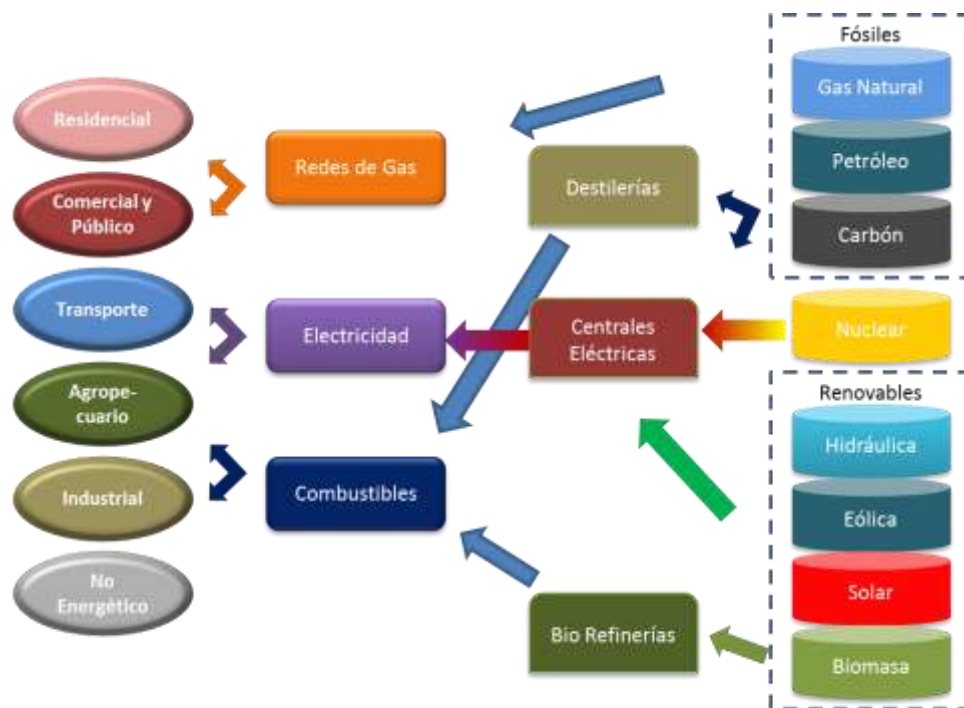 Residencial
Comercial y
Público
Transporte
Agrope-
cuario
Industrial
No
Energético
Redes de Gas
Electricidad
Combustibles
Destilerías
Centrales
Eléctricas
Bio Refinerías
Fósiles
Gas Natural
Petróleo
Carbón
Nuclear
Renovables
Hidráulica
Eólica
Solar
Biomasa